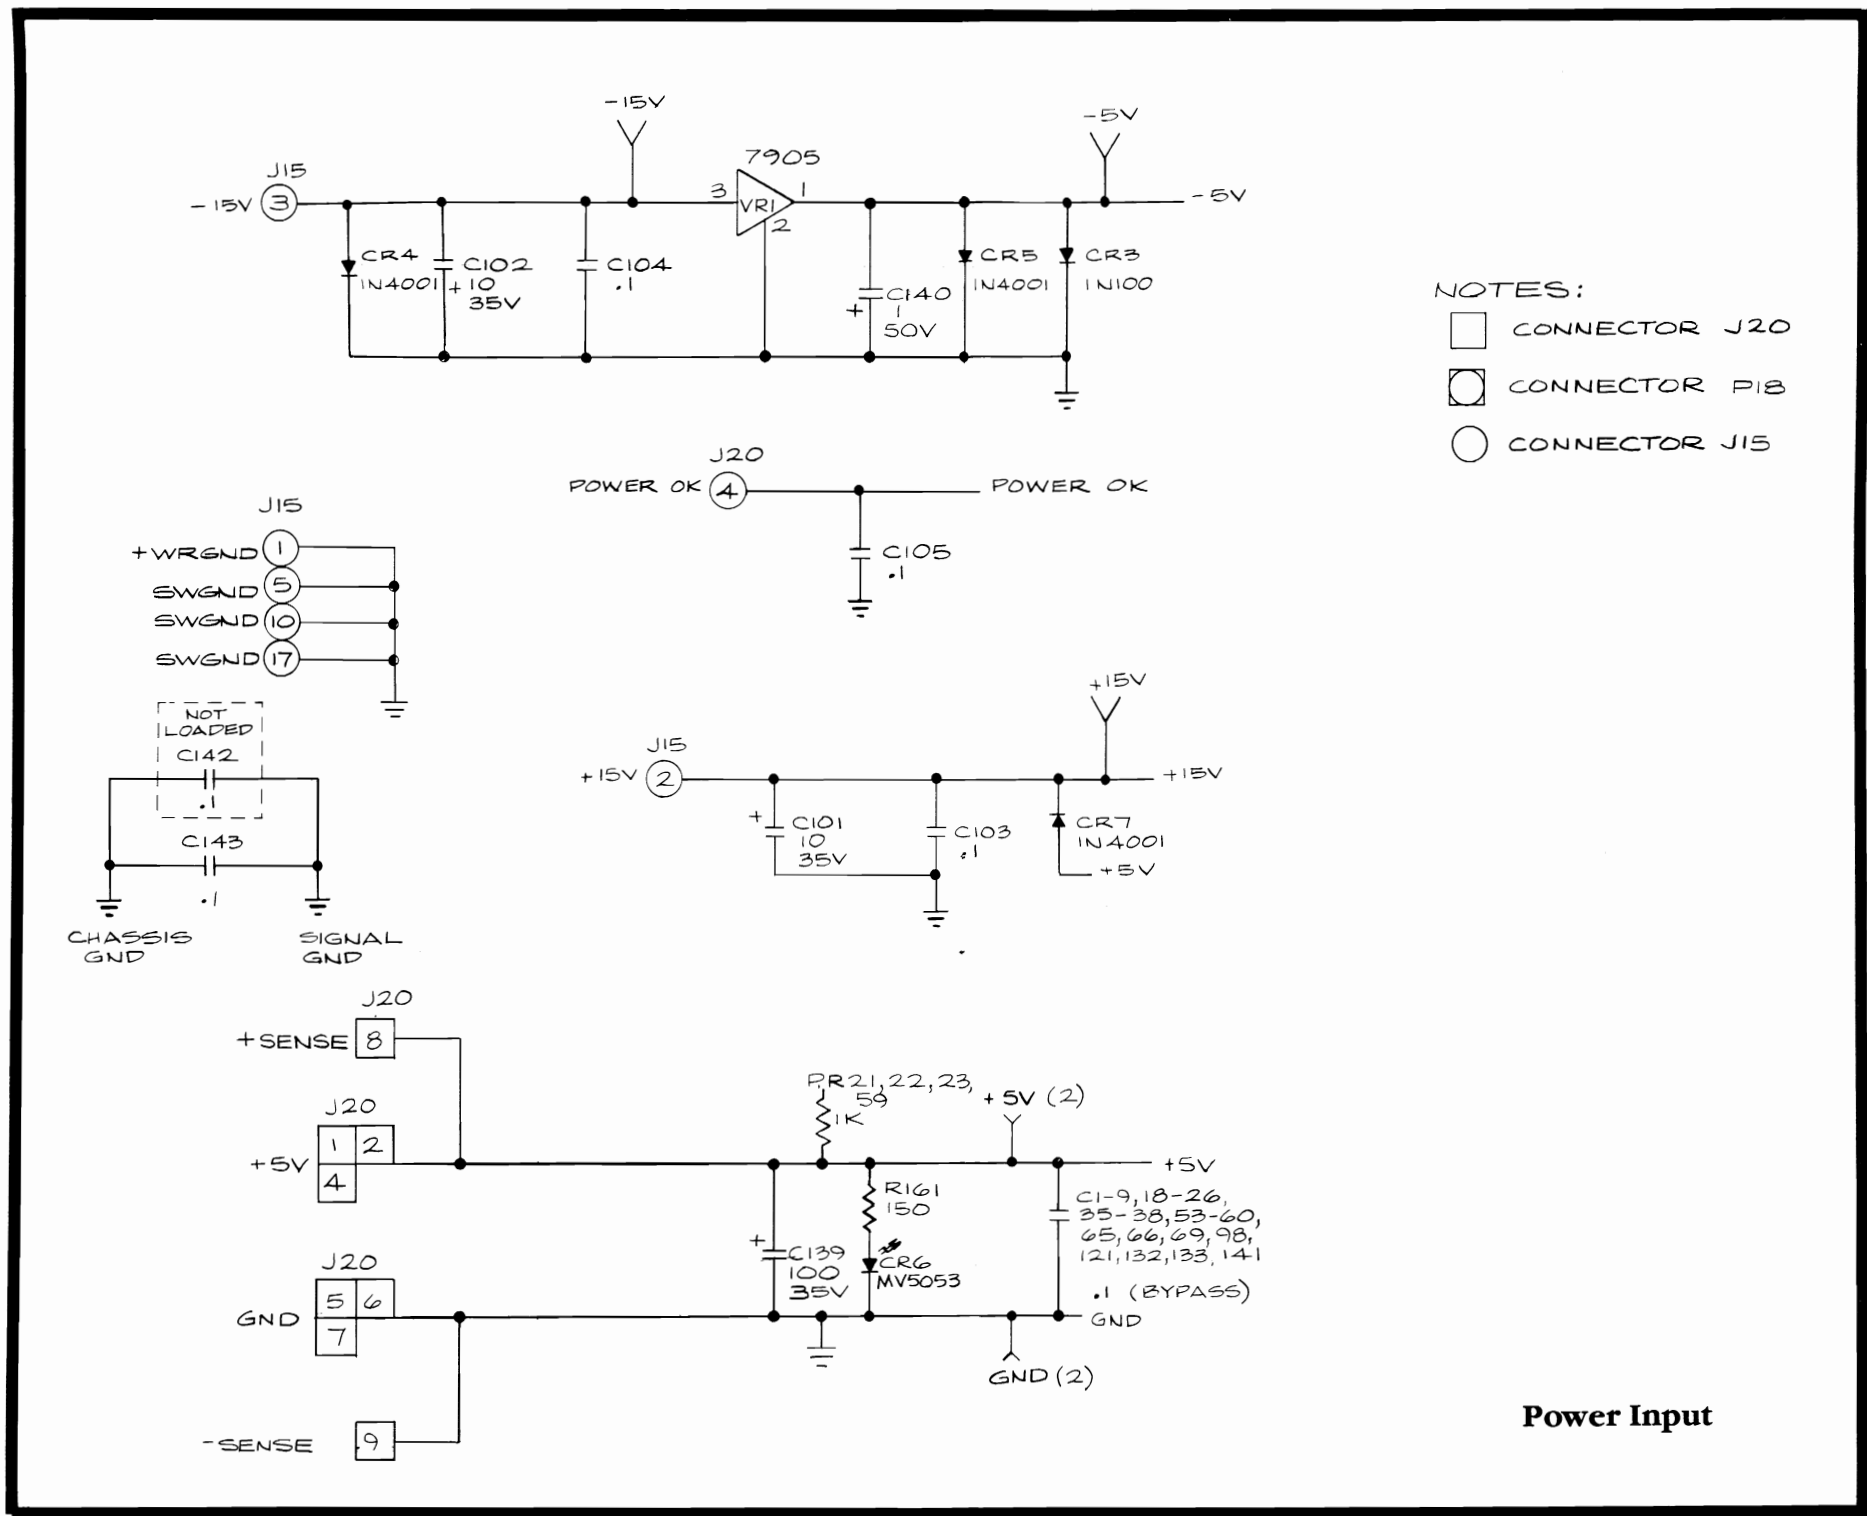 -15V
-5V
7905
J15
-15V 3
3 VR1 1
2
-5V
CR4
1N4001
C102
+ 10
35V
C104
.1
C140
+ 1
50V
CR5
1N4001
CR3
1N100
NOTES:
CONNECTOR J20
CONNECTOR P18
CONNECTOR J15
J20
POWER OK 4 POWER OK
C105
.1
J15
+WRGND 1
SWGND 5
SWGND 10
SWGND 17
NOT
LOADED
C142
.1
C143
.1
CHASSIS
GND
SIGNAL
GND
+15V
J15
+15V 2
+15V
+ C101
10
35V
C103
.1
CR7
1N4001
+5V
J20
+SENSE 8
J20
+5V 1 2
4
P.R21,22,23,
59
1K
+5V (2)
+5V
R161
150
C1-9,18-26,
35-38,53-60,
65,66,69,98,
121,132,133,141
.1 (BYPASS)
+ C139
100
35V
CR6
MV5053
J20
GND 5 6
7
GND
GND (2)
-SENSE 9
Power Input